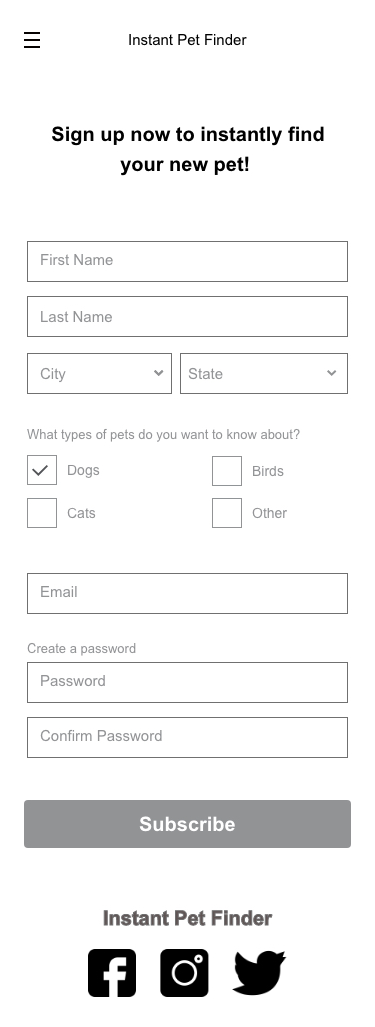 Instant Pet Finder
Sign up now to instantly find
your new pet!
First Name
Last Name
City
State
What types of pets do you want to know about?
Dogs
Birds
Cats
Other
Email
Create a password
Password
Confirm Password
Subscribe
Instant Pet Finder